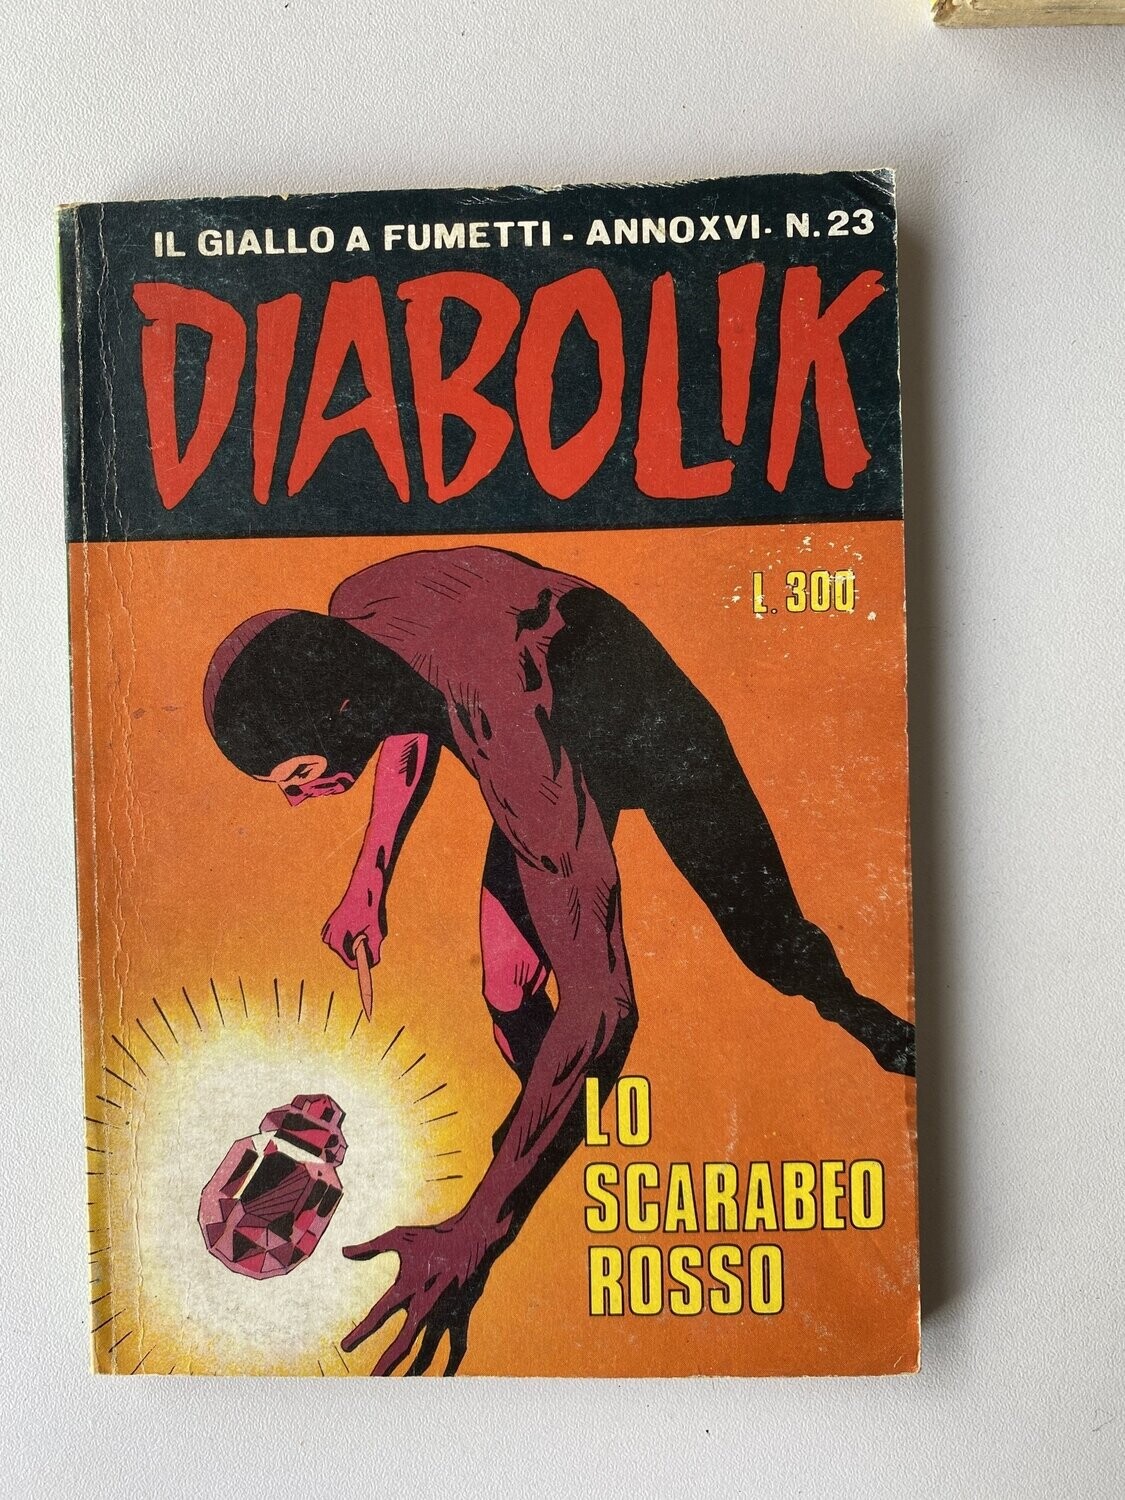 IL GIALLO A FUMETTI - ANNOXVI· N. 23
DIABOLIK
L. 300
LO
SCARABEO
ROSSO